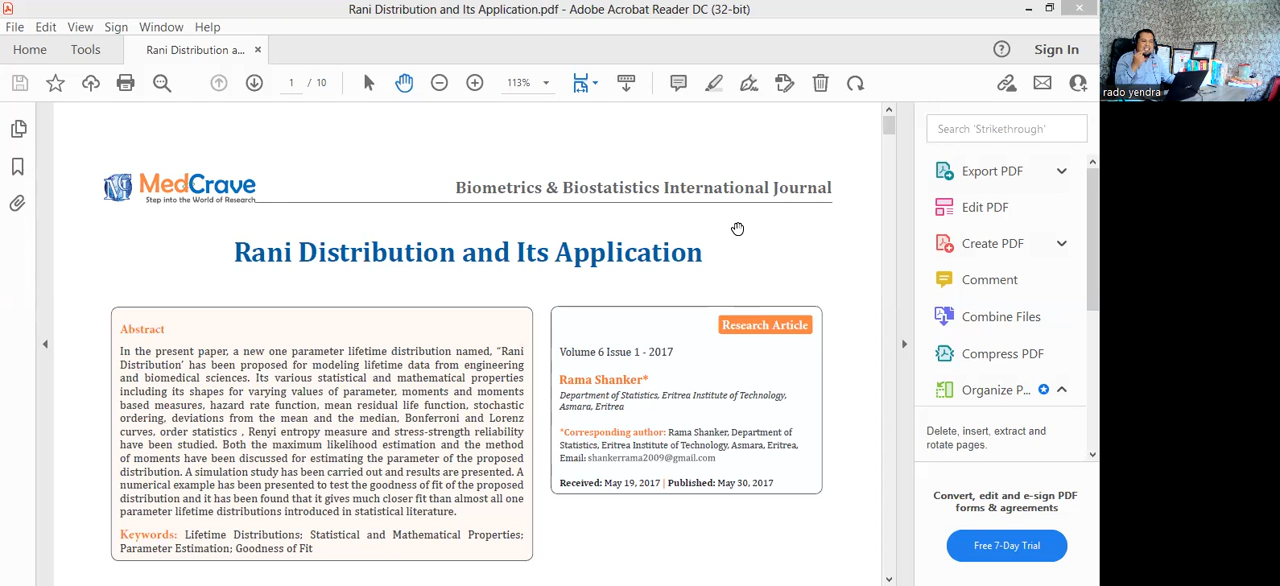 Rani Distribution and Its Application.pdf - Adobe Acrobat Reader DC (32-bit)
File Edit View Sign Window Help
Home Tools Rani Distribution a... × Sign In
1 / 10 113%
rado yendra
Search 'Strikethrough'
Export PDF
Edit PDF
Create PDF
Comment
Combine Files
Compress PDF
Organize P...
Delete, insert, extract and
rotate pages.
Convert, edit and e-sign PDF
forms & agreements
Free 7-Day Trial
MedCrave
Step into the World of Research
Biometrics & Biostatistics International Journal
Rani Distribution and Its Application
Abstract
In the present paper, a new one parameter lifetime distribution named, "Rani
Distribution' has been proposed for modeling lifetime data from engineering
and biomedical sciences. Its various statistical and mathematical properties
including its shapes for varying values of parameter, moments and moments
based measures, hazard rate function, mean residual life function, stochastic
ordering, deviations from the mean and the median, Bonferroni and Lorenz
curves, order statistics , Renyi entropy measure and stress-strength reliability
have been studied. Both the maximum likelihood estimation and the method
of moments have been discussed for estimating the parameter of the proposed
distribution. A simulation study has been carried out and results are presented. A
numerical example has been presented to test the goodness of fit of the proposed
distribution and it has been found that it gives much closer fit than almost all one
parameter lifetime distributions introduced in statistical literature.
Keywords: Lifetime Distributions; Statistical and Mathematical Properties;
Parameter Estimation; Goodness of Fit
Research Article
Volume 6 Issue 1 - 2017
Rama Shanker*
Department of Statistics, Eritrea Institute of Technology,
Asmara, Eritrea
*Corresponding author: Rama Shanker, Department of
Statistics, Eritrea Institute of Technology, Asmara, Eritrea,
Email: shankerrama2009@gmail.com
Received: May 19, 2017 | Published: May 30, 2017